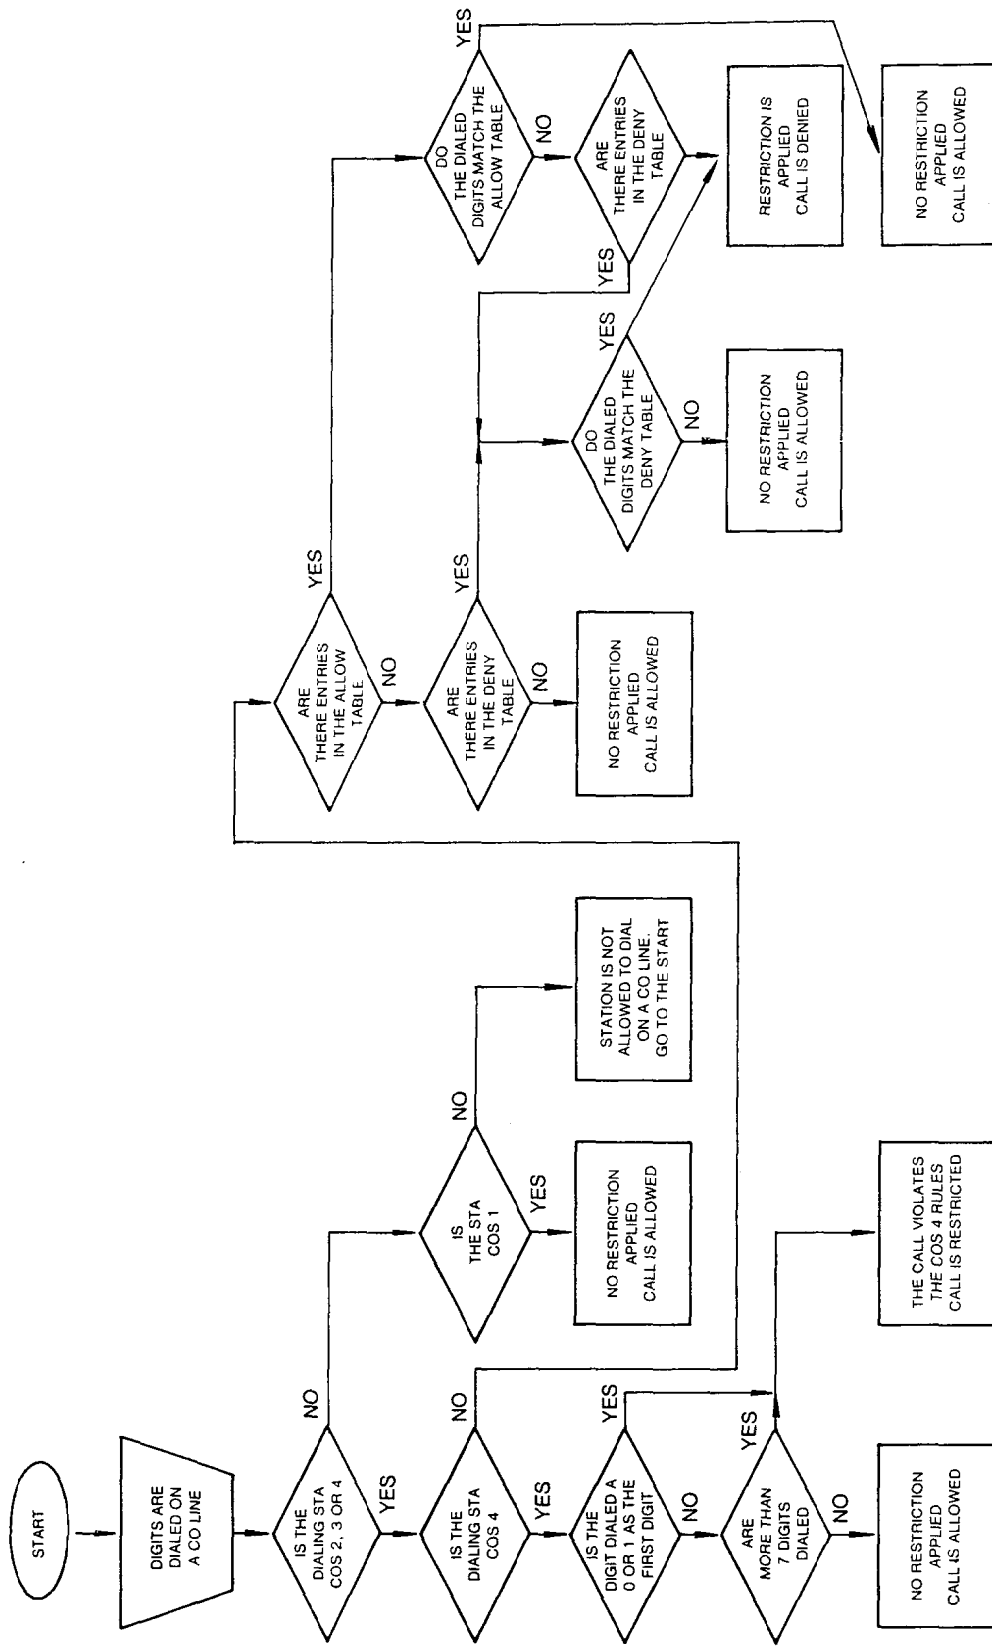 START
DIGITS ARE
DIALED ON
A CO LINE
IS THE
DIALING STA
COS 2, 3 OR 4
NO
YES
IS
THE STA
COS 1
NO
YES
STATION IS NOT
ALLOWED TO DIAL
ON A CO LINE.
GO TO THE START
NO RESTRICTION
APPLIED
CALL IS ALLOWED
IS THE
DIALING STA
COS 4
NO
YES
IS THE
DIGIT DIALED A
0 OR 1 AS THE
FIRST DIGIT
YES
NO
ARE
MORE THAN
7 DIGITS
DIALED
YES
NO
THE CALL VIOLATES
THE COS 4 RULES
CALL IS RESTRICTED
NO RESTRICTION
APPLIED
CALL IS ALLOWED
ARE
THERE ENTRIES
IN THE ALLOW
TABLE
YES
NO
ARE
THERE ENTRIES
IN THE DENY
TABLE
YES
NO
NO RESTRICTION
APPLIED
CALL IS ALLOWED
DO
THE DIALED
DIGITS MATCH THE
ALLOW TABLE
YES
NO
ARE
THERE ENTRIES
IN THE DENY
TABLE
YES
DO
THE DIALED
DIGITS MATCH THE
DENY TABLE
YES
NO
RESTRICTION IS
APPLIED
CALL IS DENIED
NO RESTRICTION
APPLIED
CALL IS ALLOWED
NO RESTRICTION
APPLIED
CALL IS ALLOWED